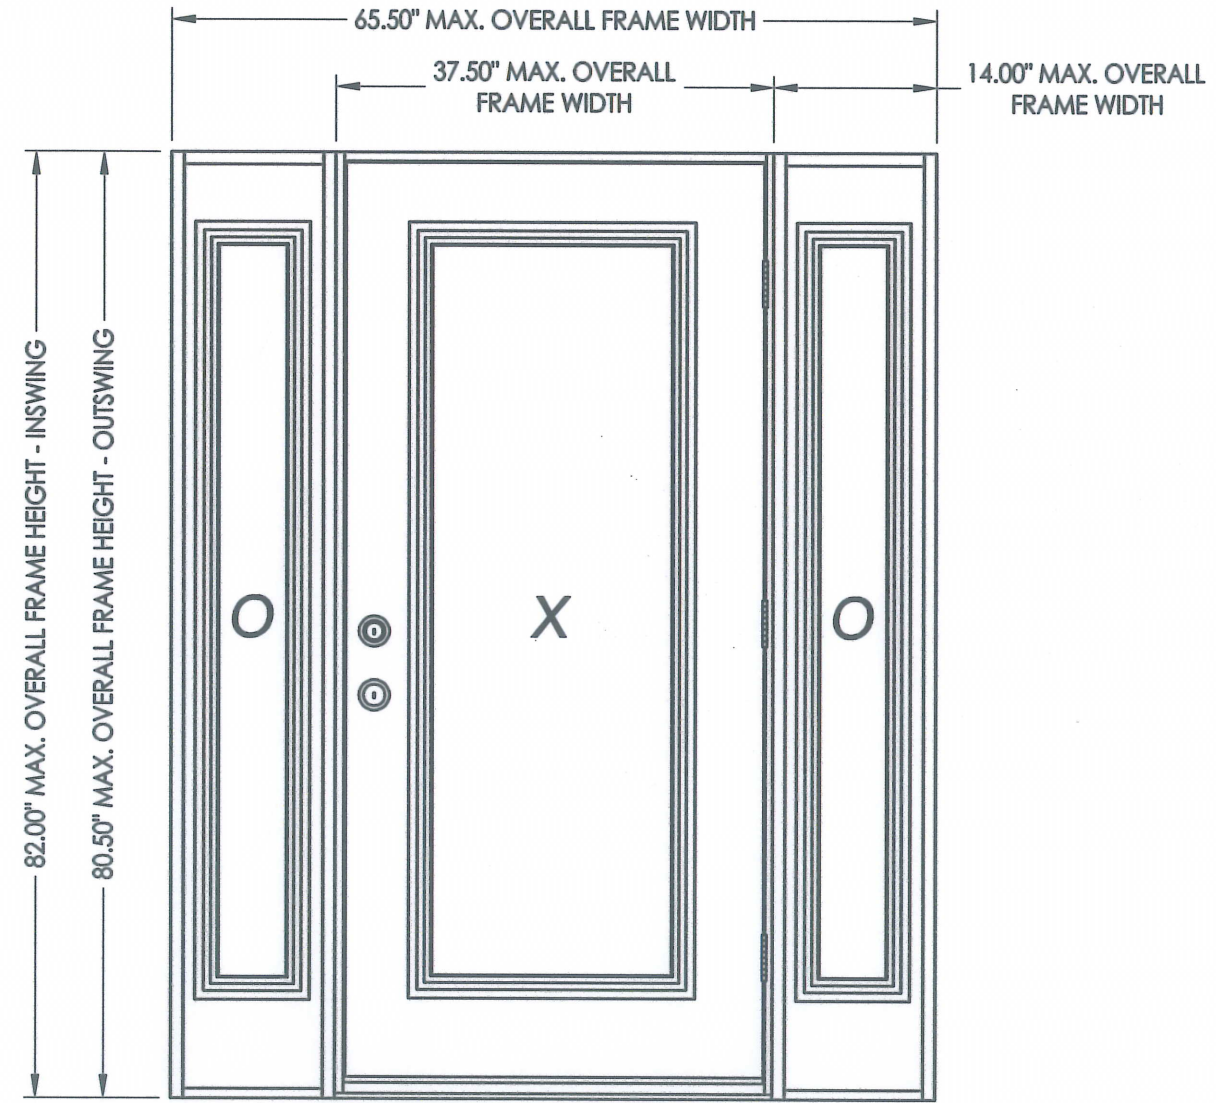 65.50" MAX. OVERALL FRAME WIDTH
37.50" MAX. OVERALL
FRAME WIDTH
14.00" MAX. OVERALL
FRAME WIDTH
82.00" MAX. OVERALL FRAME HEIGHT - INSWING
80.50" MAX. OVERALL FRAME HEIGHT - OUTSWING
O
X
O